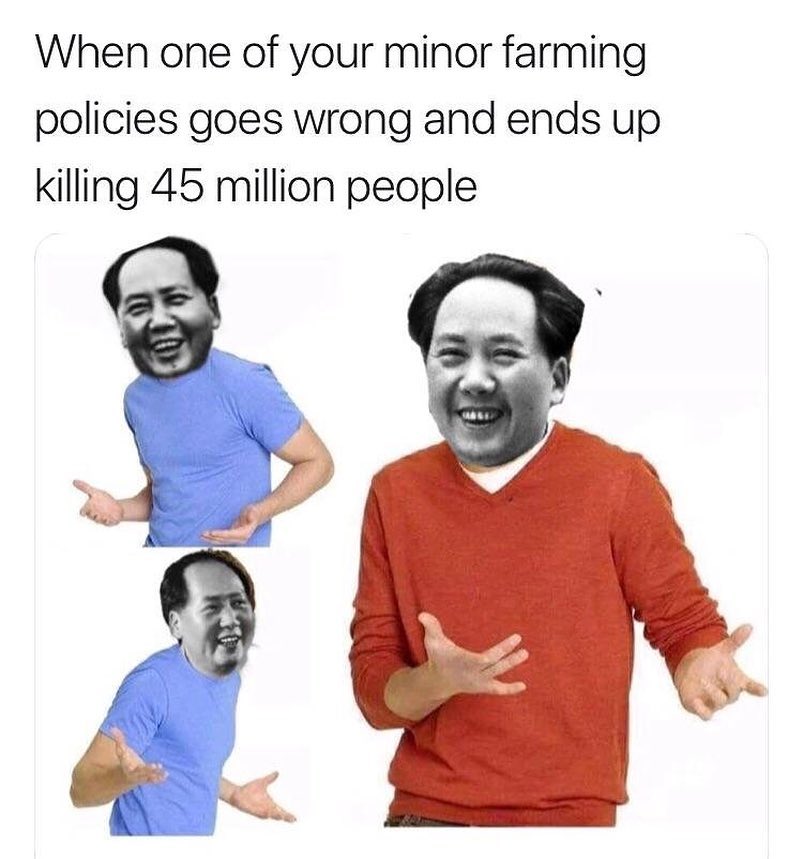 When one of your minor farming
policies goes wrong and ends up
killing 45 million people